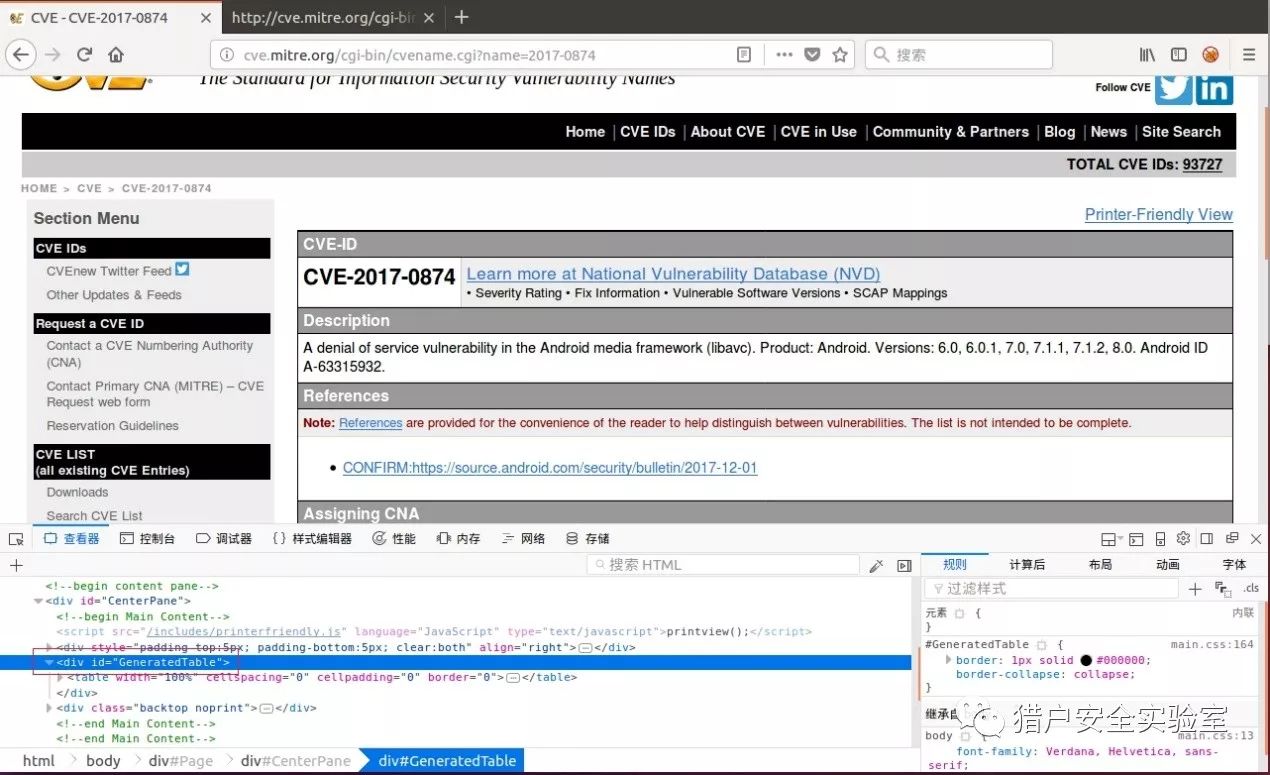 CVE - CVE-2017-0874
http://cve.mitre.org/cgi-bin
cve.mitre.org/cgi-bin/cvename.cgi?name=2017-0874
搜索
The Standard for Information Security Vulnerability Names
Follow CVE
in
Home | CVE IDs | About CVE | CVE in Use | Community & Partners | Blog | News | Site Search
TOTAL CVE IDs: 93727
HOME > CVE > CVE-2017-0874
Section Menu
CVE IDs
CVEnew Twitter Feed
Other Updates & Feeds
Request a CVE ID
Contact a CVE Numbering Authority
(CNA)
Contact Primary CNA (MITRE) – CVE
Request web form
Reservation Guidelines
CVE LIST
(all existing CVE Entries)
Downloads
Search CVE List
Printer-Friendly View
CVE-ID
CVE-2017-0874
Learn more at National Vulnerability Database (NVD)
• Severity Rating • Fix Information • Vulnerable Software Versions • SCAP Mappings
Description
A denial of service vulnerability in the Android media framework (libavc). Product: Android. Versions: 6.0, 6.0.1, 7.0, 7.1.1, 7.1.2, 8.0. Android ID
A-63315932.
References
Note: References are provided for the convenience of the reader to help distinguish between vulnerabilities. The list is not intended to be complete.
• CONFIRM:https://source.android.com/security/bulletin/2017-12-01
Assigning CNA
查看器 控制台 调试器 {} 样式编辑器 性能 内存 网络 存储
搜索 HTML
<!--begin content pane-->
<div id="CenterPane">
<!--begin Main Content-->
<script src="/includes/printerfriendly.js" language="JavaScript" type="text/javascript">printview();</script>
<div style="padding-top:5px; padding-bottom:5px; clear:both" align="right"></div>
<div id="GeneratedTable">
<table width="100%" cellspacing="0" cellpadding="0" border="0"></table>
</div>
<div class="backtop noprint"></div>
<!--end Main Content-->
<!--end Main Content-->
html body div#Page div#CenterPane div#GeneratedTable
规则 计算后 布局 动画 字体
过滤样式
.cls
元素 {
内联
}
#GeneratedTable {
main.css:164
border: 1px solid #000000;
border-collapse: collapse;
}
body {
main.css:13
font-family: Verdana, Helvetica, sans-
serif;
猎户安全实验室